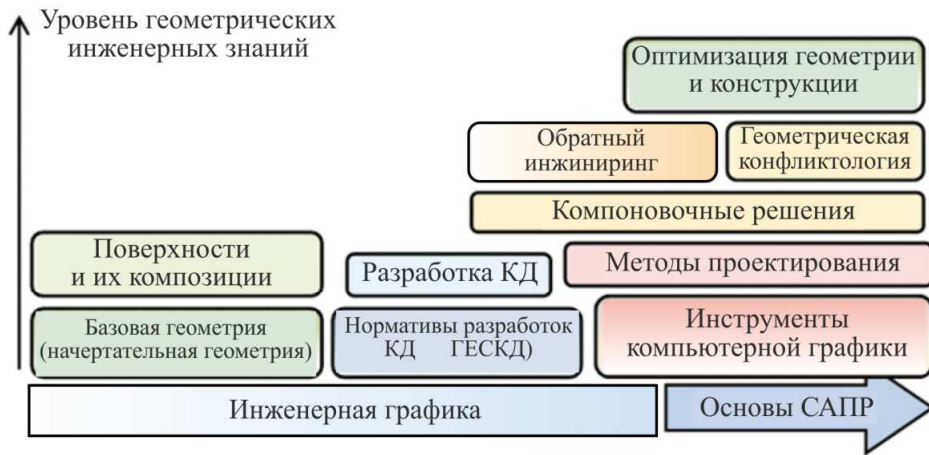 Уровень геометрических
инженерных знаний
Оптимизация геометрии
и конструкции
Обратный
инжиниринг
Геометрическая
конфликтология
Компоновочные решения
Поверхности
и их композиции
Разработка КД
Методы проектирования
Базовая геометрия
(начертательная геометрия)
Нормативы разработок
КД ГЕСКД)
Инструменты
компьютерной графики
Инженерная графика
Основы САПР